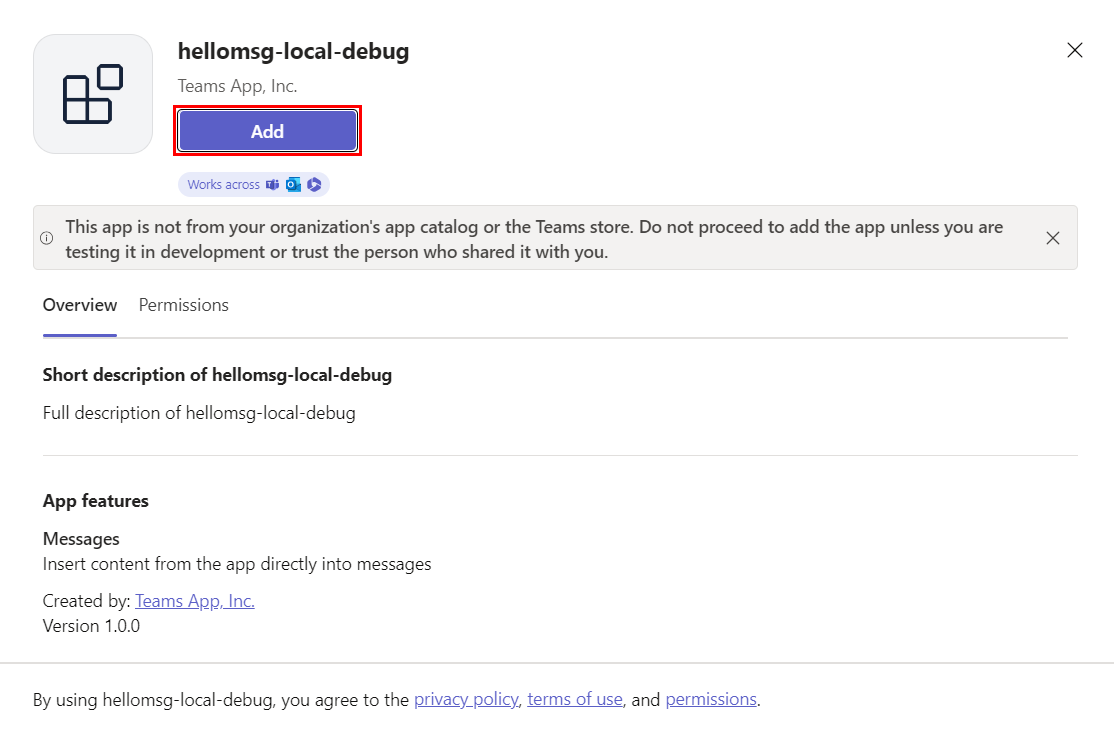 hellomsg-local-debug
Teams App, Inc.
Add
Works across
This app is not from your organization's app catalog or the Teams store. Do not proceed to add the app unless you are
testing it in development or trust the person who shared it with you.
Overview Permissions
Short description of hellomsg-local-debug
Full description of hellomsg-local-debug
App features
Messages
Insert content from the app directly into messages
Created by: Teams App, Inc.
Version 1.0.0
By using hellomsg-local-debug, you agree to the privacy policy, terms of use, and permissions.